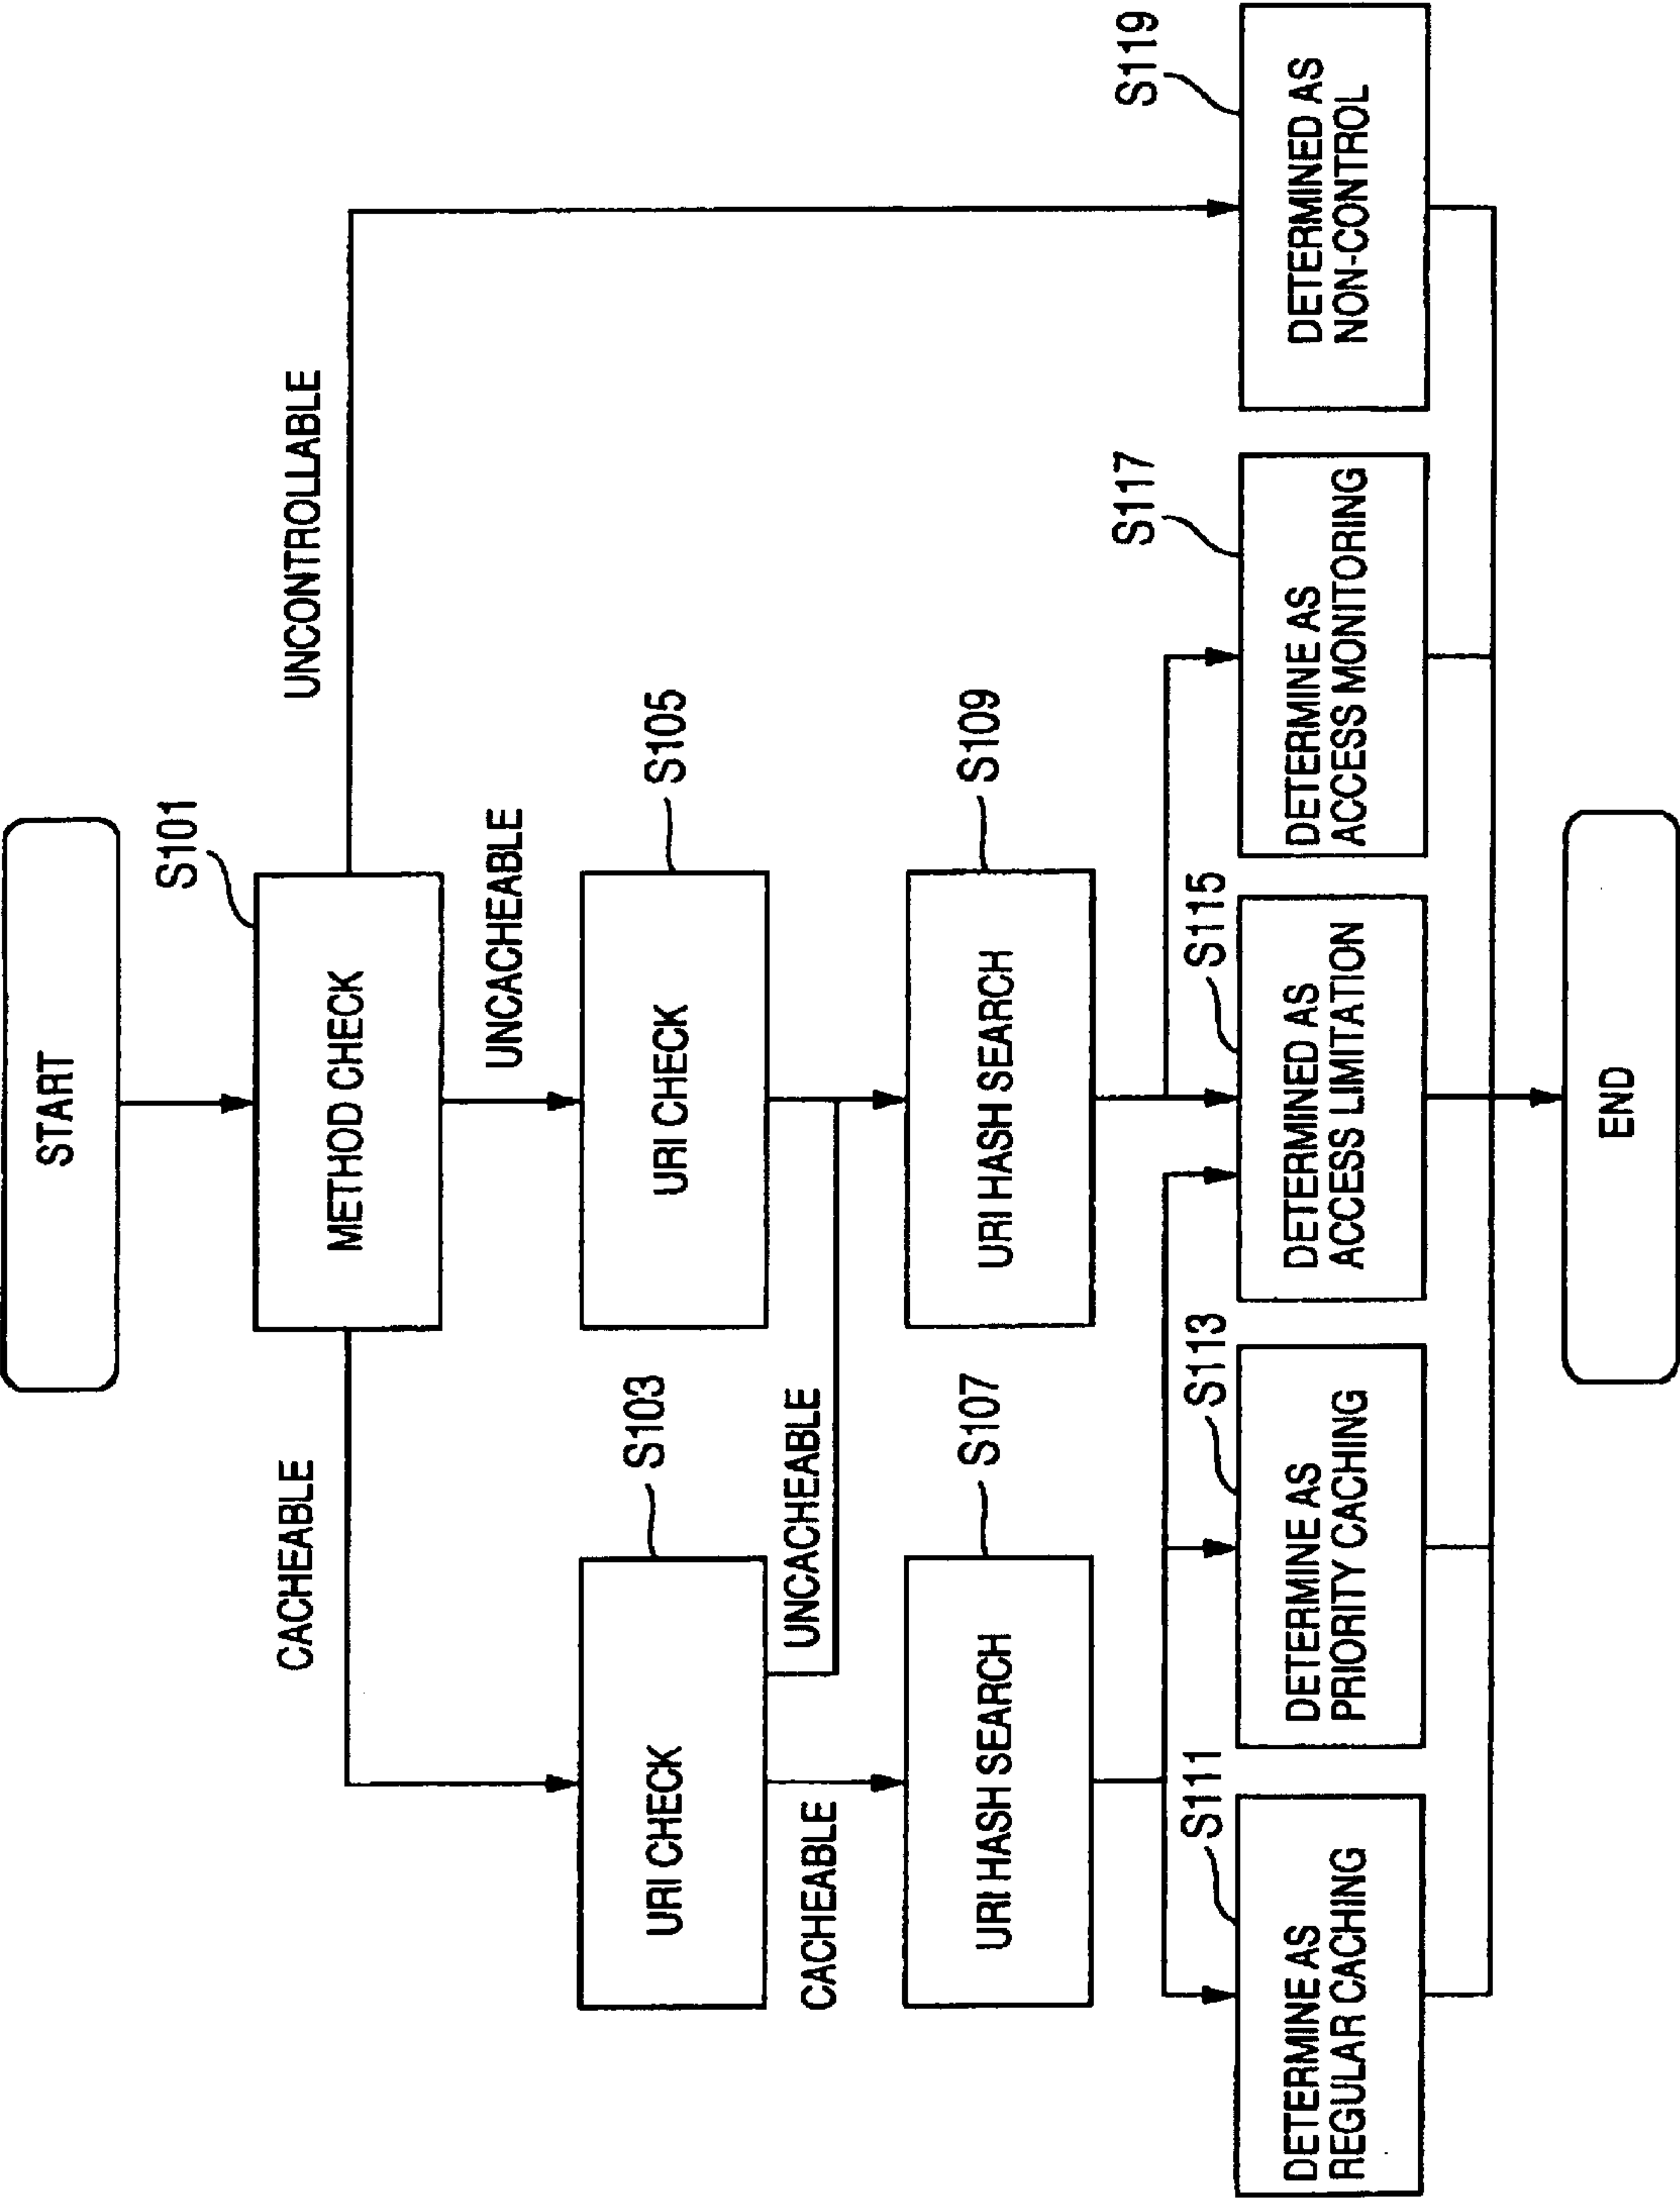 START
S101
METHOD CHECK
CACHEABLE
UNCACHEABLE
UNCONTROLLABLE
S103
URI CHECK
S105
URI CHECK
CACHEABLE
UNCACHEABLE
S107
URI HASH SEARCH
S109
URI HASH SEARCH
S111
DETERMINE AS
REGULAR CACHING
S113
DETERMINE AS
PRIORITY CACHING
S115
DETERMINED AS
ACCESS LIMITATION
S117
DETERMINE AS
ACCESS MONITORING
S119
DETERMINED AS
NON-CONTROL
END